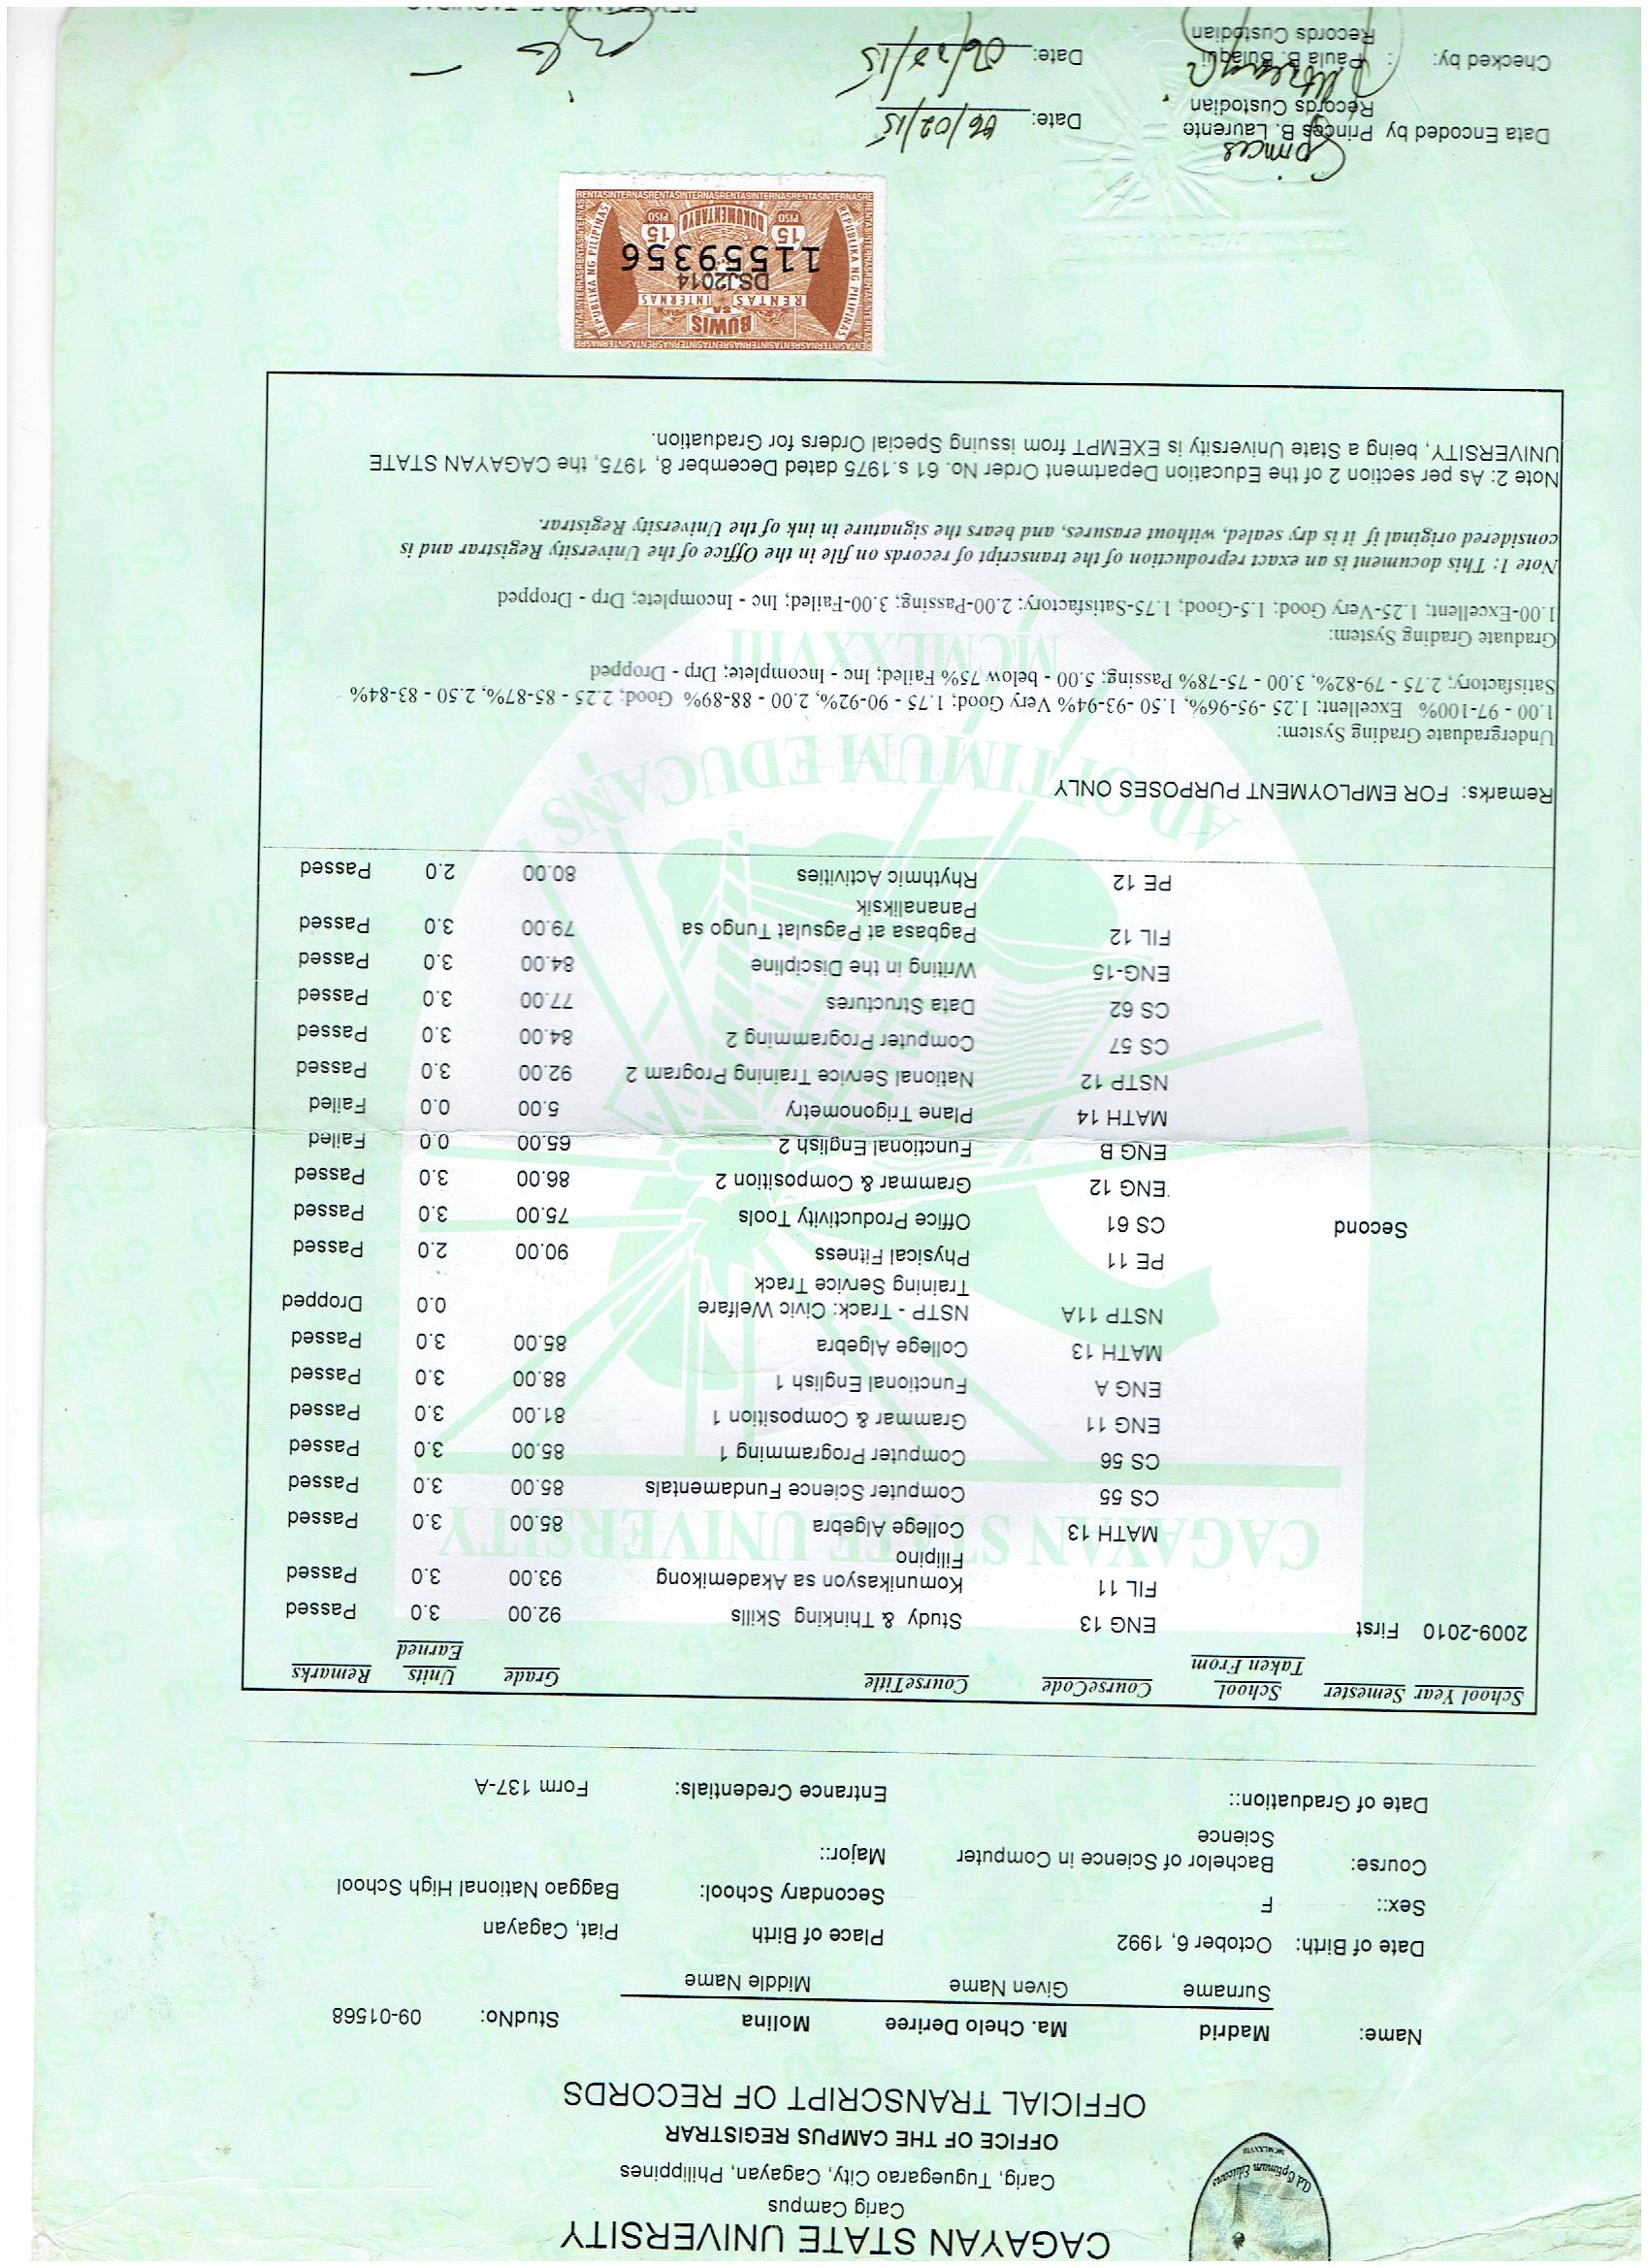 CAGAYAN STATE UNIVERSITY
Carig Campus
Carig, Tuguegarao City, Cagayan, Philippines
OFFICE OF THE CAMPUS REGISTRAR
OFFICIAL TRANSCRIPT OF RECORDS
Ad Optimum Educans
MCMLXXVIII
Name: Madrid Ma. Chelo Deriree Molina StudNo: 09-01568
Surname Given Name Middle Name
Date of Birth: October 6, 1992 Place of Birth Piat, Cagayan
Sex:: F Secondary School: Baggao National High School
Course: Bachelor of Science in Computer Major::
Science
Date of Graduation:: Entrance Credentials: Form 137-A
School Year Semester School CourseCode CourseTitle Grade Units Remarks
Taken From Earned
2009-2010 First ENG 13 Study & Thinking Skills 92.00 3.0 Passed
FIL 11 Komunikasyon sa Akademikong 93.00 3.0 Passed
Filipino
MATH 13 College Algebra 85.00 3.0 Passed
CS 55 Computer Science Fundamentals 85.00 3.0 Passed
CS 56 Computer Programming 1 85.00 3.0 Passed
ENG 11 Grammar & Composition 1 81.00 3.0 Passed
ENG A Functional English 1 88.00 3.0 Passed
MATH 13 College Algebra 85.00 3.0 Passed
NSTP 11A NSTP - Track: Civic Welfare 0.0 Dropped
Training Service Track
PE 11 Physical Fitness 90.00 2.0 Passed
Second CS 61 Office Productivity Tools 75.00 3.0 Passed
ENG 12 Grammar & Composition 2 86.00 3.0 Passed
ENG B Functional English 2 65.00 0.0 Failed
MATH 14 Plane Trigonometry 5.00 0.0 Failed
NSTP 12 National Service Training Program 2 92.00 3.0 Passed
CS 57 Computer Programming 2 84.00 3.0 Passed
CS 62 Data Structures 77.00 3.0 Passed
ENG-15 Writing in the Discipline 84.00 3.0 Passed
FIL 12 Pagbasa at Pagsulat Tungo sa 79.00 3.0 Passed
Pananaliksik
PE 12 Rhythmic Activities 80.00 2.0 Passed
CAGAYAN STATE UNIVERSITY
AD OPTIMUM EDUCANS
MCMLXXVIII
Remarks: FOR EMPLOYMENT PURPOSES ONLY
Undergraduate Grading System:
1.00 - 97-100% Excellent; 1.25 -95-96%, 1.50 -93-94% Very Good; 1.75 - 90-92%, 2.00 - 88-89% Good; 2.25 - 85-87%, 2.50 - 83-84%
Satisfactory; 2.75 - 79-82%, 3.00 - 75-78% Passing; 5.00 - below 75% Failed; Inc - Incomplete; Drp - Dropped
Graduate Grading System:
1.00-Excellent; 1.25-Very Good; 1.5-Good; 1.75-Satisfactory; 2.00-Passing; 3.00-Failed; Inc - Incomplete; Drp - Dropped
Note 1: This document is an exact reproduction of the transcript of records on file in the Office of the University Registrar and is
considered original if it is dry sealed, without erasures, and bears the signature in ink of the University Registrar.
Note 2: As per section 2 of the Education Department Order No. 61 s.1975 dated December 8, 1975, the CAGAYAN STATE
UNIVERSITY, being a State University is EXEMPT from issuing Special Orders for Graduation.
BUWIS
SA
RENTAS INTERNAS
REPUBLIKA NG PILIPINAS
REPUBLIKA NG PILIPINAS
DSJ2014
11559356
15 15
PISO DOKUMENTARYO PISO
Data Encoded by Princes B. Laurente Date: 06/02/15
Records Custodian
Checked by: : Paula B. Bulaqui Date:
Records Custodian